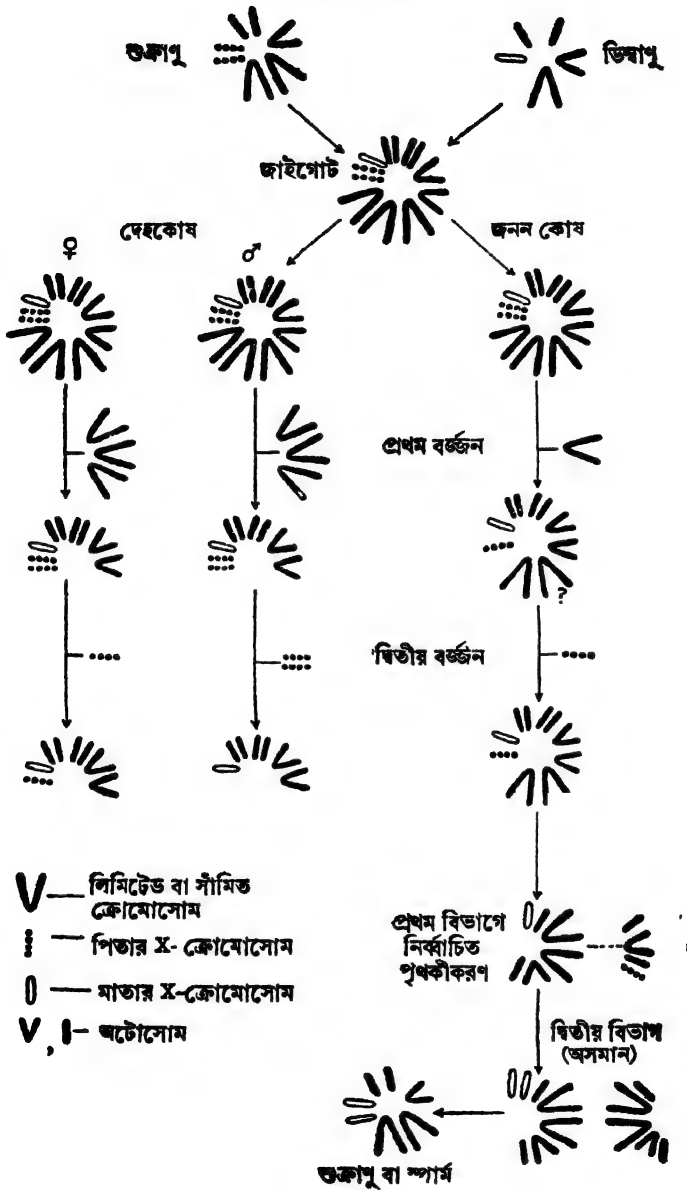 শুক্রাণু
ডিম্বাণু
জাইগোট
♀
দেহকোষ
♂
জনন কোষ
প্রথম বর্জ্জন
?
দ্বিতীয় বর্জ্জন
লিমিটেড বা সীমিত
ক্রোমোসোম
পিতার X- ক্রোমোসোম
মাতার X-ক্রোমোসোম
অটোসোম
প্রথম বিভাগে
নির্ব্বাচিত
পৃথকীকরণ
দ্বিতীয় বিভাগ
(অসমান)
শুক্রাণু বা স্পার্ম